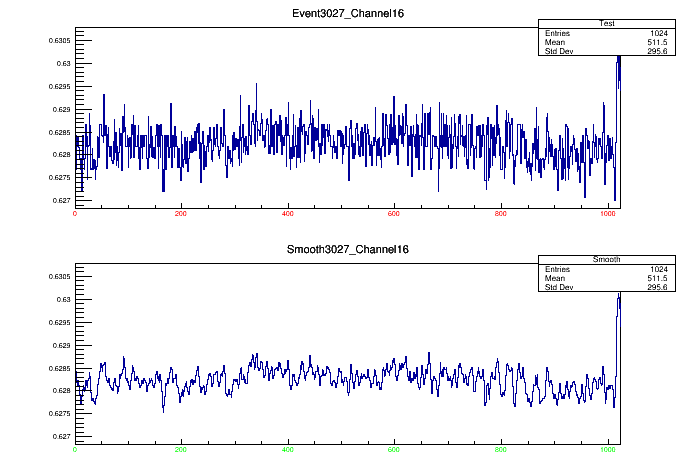 Event3027_Channel16
Test
Entries 1024
Mean 511.5
Std Dev 295.6
0.6305
0.63
0.6295
0.629
0.6285
0.628
0.6275
0.627
0 200 400 600 800 1000
Smooth3027_Channel16
Smooth
Entries 1024
Mean 511.5
Std Dev 295.6
0.6305
0.63
0.6295
0.629
0.6285
0.628
0.6275
0.627
0 200 400 600 800 1000